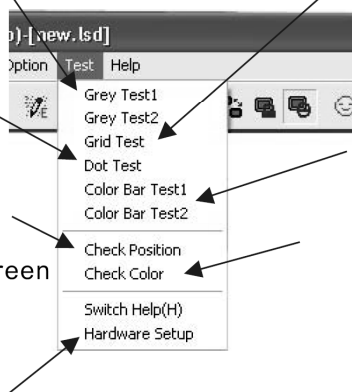 )-[new.lsd]
Option Test Help
Grey Test1
Grey Test2
Grid Test
Dot Test
Color Bar Test1
Color Bar Test2
Check Position
reen
Check Color
Switch Help(H)
Hardware Setup